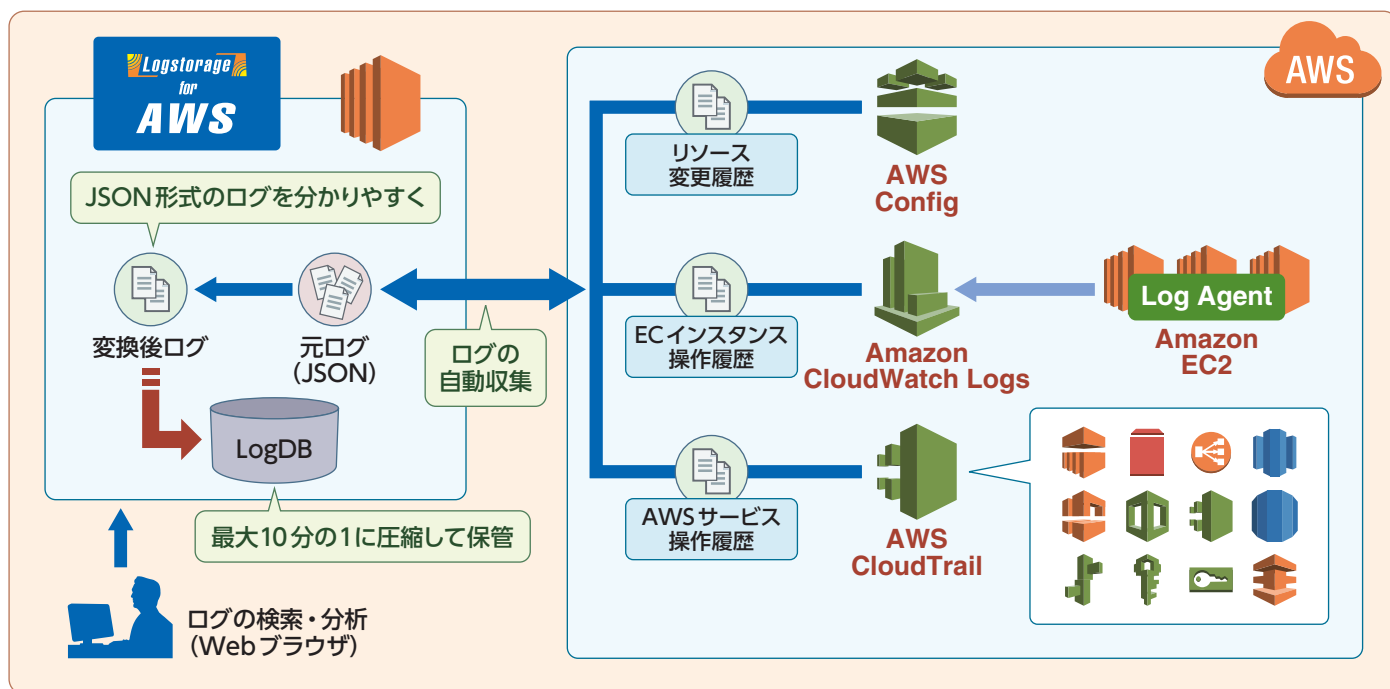 Logstorage
for
AWS
JSON形式のログを分かりやすく
変換後ログ
元ログ
(JSON)
ログの
自動収集
LogDB
最大10分の1に圧縮して保管
ログの検索・分析
(Webブラウザ)
AWS
リソース
変更履歴
AWS
Config
ECインスタンス
操作履歴
Amazon
CloudWatch Logs
Log Agent
Amazon
EC2
AWSサービス
操作履歴
AWS
CloudTrail